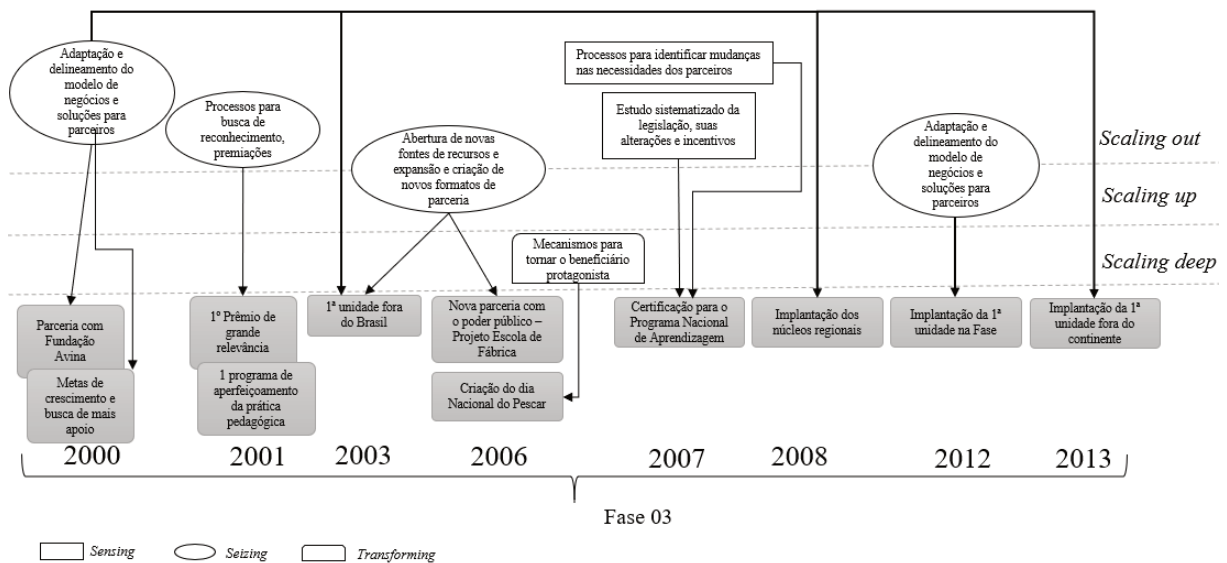 Adaptação e
delineamento do
modelo de
negócios e
soluções para
parceiros
Processos para
busca de
reconhecimento,
premiações
Abertura de novas
fontes de recursos e
expansão e criação de
novos formatos de
parceria
Processos para identificar mudanças
nas necessidades dos parceiros
Estudo sistematizado da
legislação, suas
alterações e incentivos
Adaptação e
delineamento do
modelo de
negócios e
soluções para
parceiros
Scaling out
Scaling up
Mecanismos para
tornar o beneficiário
protagonista
Scaling deep
Parceria com
Fundação
Avina
Metas de
crescimento e
busca de mais
apoio
1º Prêmio de
grande
relevância
1 programa de
aperfeiçoamento
da prática
pedagógica
1ª unidade fora
do Brasil
Nova parceria com
o poder público –
Projeto Escola de
Fábrica
Criação do dia
Nacional do Pescar
Certificação para o
Programa Nacional
de Aprendizagem
Implantação dos
núcleos regionais
Implantação da 1ª
unidade na Fase
Implantação da 1ª
unidade fora do
continente
2000 2001 2003 2006 2007 2008 2012 2013
Fase 03
Sensing Seizing Transforming